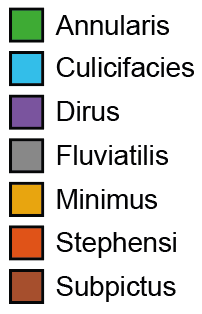 Annularis
Culicifacies
Dirus
Fluviatilis
Minimus
Stephensi
Subpictus